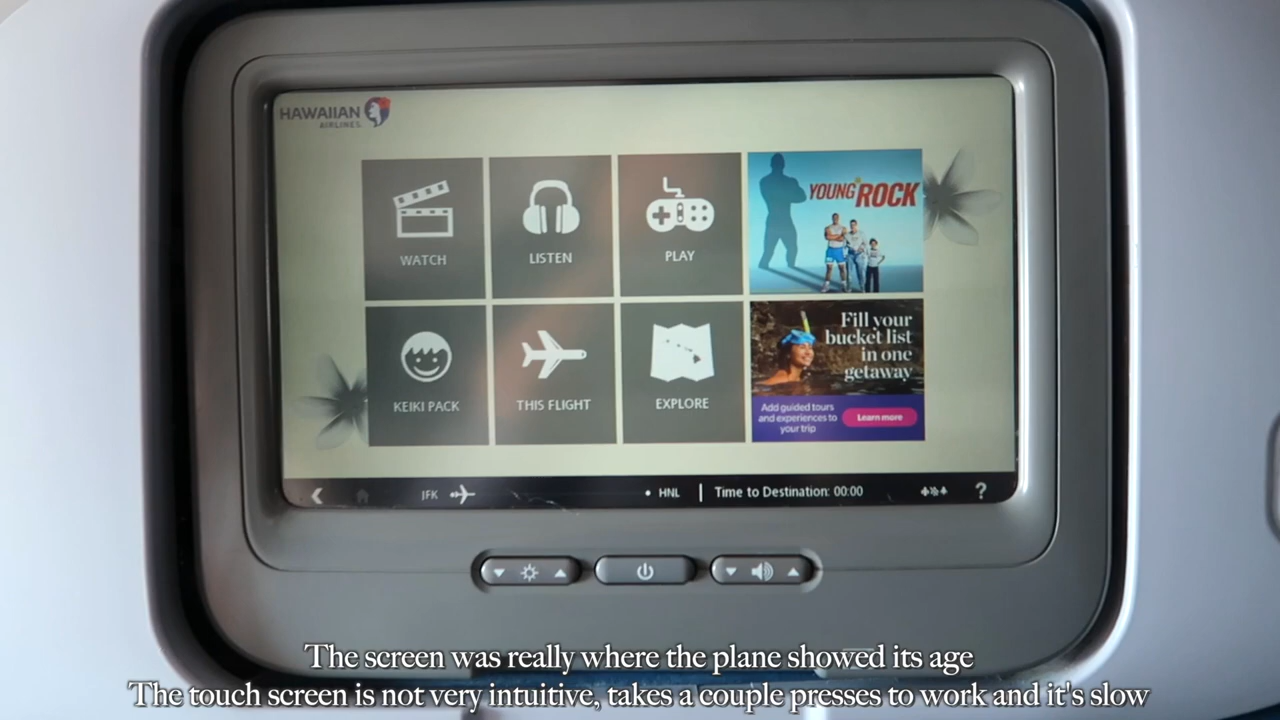 HAWAIIAN
AIRLINES
WATCH
LISTEN
PLAY
YOUNG ROCK
KEIKI PACK
THIS FLIGHT
EXPLORE
Fill your
bucket list
in one
getaway
Add guided tours
and experiences to
your trip
Learn more
JFK
HNL
Time to Destination: 00:00
?
The screen was really where the plane showed its age
The touch screen is not very intuitive, takes a couple presses to work and it's slow